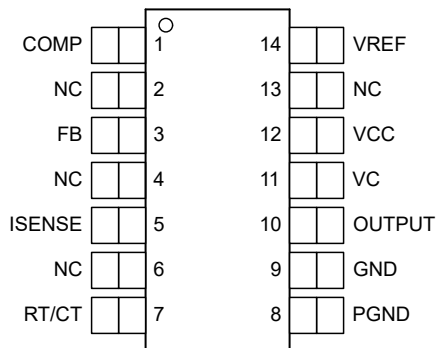 COMP 1 14 VREF
NC 2 13 NC
FB 3 12 VCC
NC 4 11 VC
ISENSE 5 10 OUTPUT
NC 6 9 GND
RT/CT 7 8 PGND